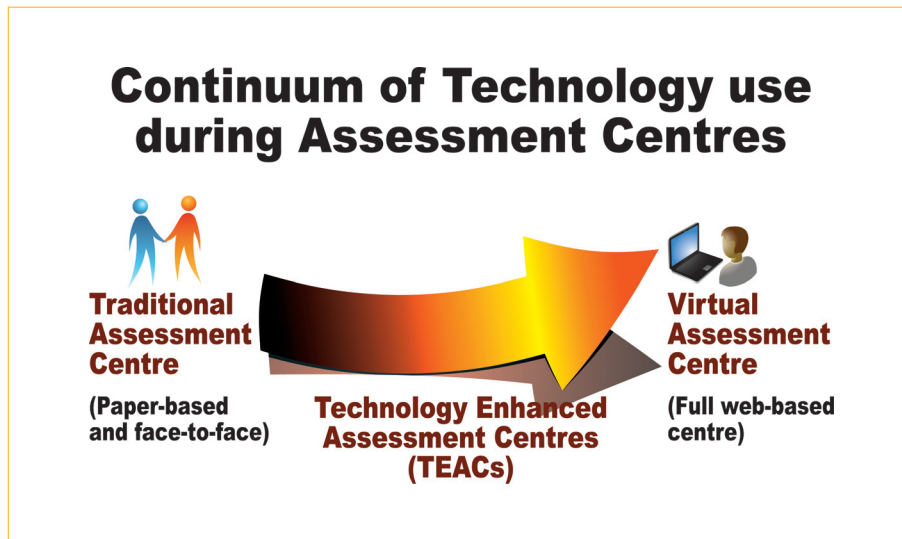 Continuum of Technology use
during Assessment Centres
Traditional
Assessment
Centre
(Paper-based
and face-to-face)
Technology Enhanced
Assessment Centres
(TEACs)
Virtual
Assessment
Centre
(Full web-based
centre)